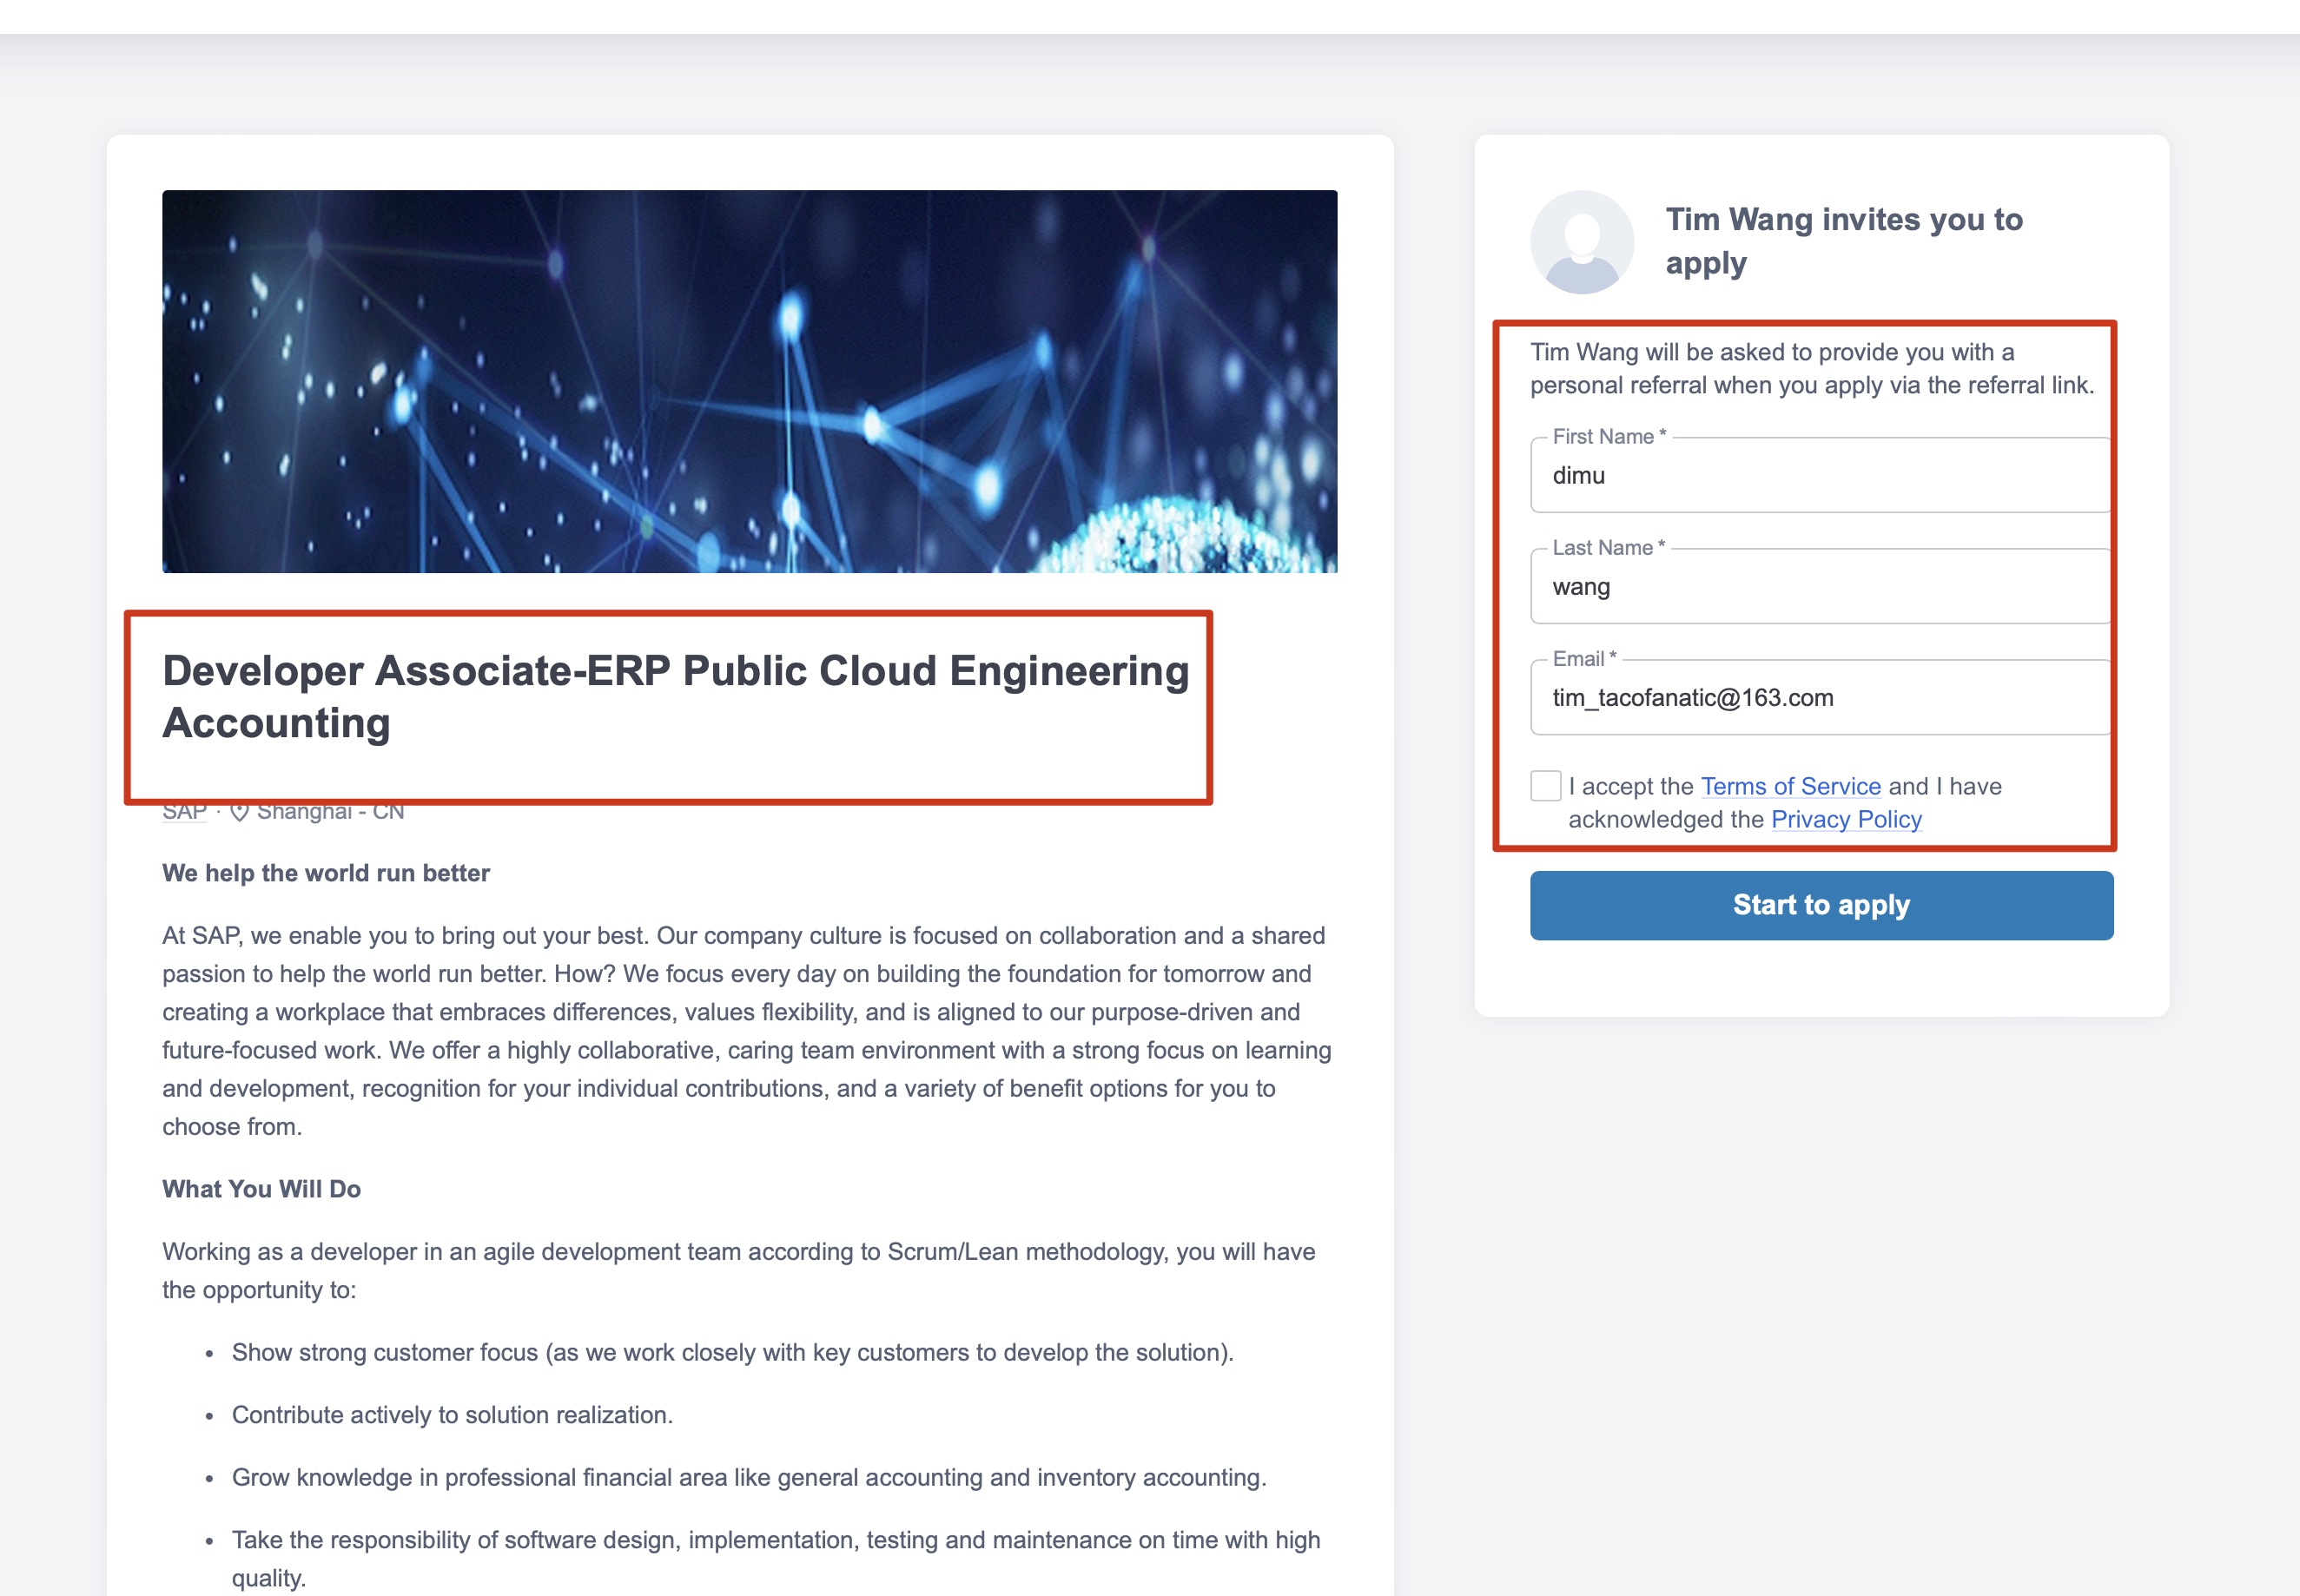 Developer Associate-ERP Public Cloud Engineering
Accounting
SAP · Shanghai - CN
We help the world run better
At SAP, we enable you to bring out your best. Our company culture is focused on collaboration and a shared
passion to help the world run better. How? We focus every day on building the foundation for tomorrow and
creating a workplace that embraces differences, values flexibility, and is aligned to our purpose-driven and
future-focused work. We offer a highly collaborative, caring team environment with a strong focus on learning
and development, recognition for your individual contributions, and a variety of benefit options for you to
choose from.
What You Will Do
Working as a developer in an agile development team according to Scrum/Lean methodology, you will have
the opportunity to:
• Show strong customer focus (as we work closely with key customers to develop the solution).
• Contribute actively to solution realization.
• Grow knowledge in professional financial area like general accounting and inventory accounting.
• Take the responsibility of software design, implementation, testing and maintenance on time with high
quality.
Tim Wang invites you to
apply
Tim Wang will be asked to provide you with a
personal referral when you apply via the referral link.
First Name *
dimu
Last Name *
wang
Email *
tim_tacofanatic@163.com
I accept the Terms of Service and I have
acknowledged the Privacy Policy
Start to apply